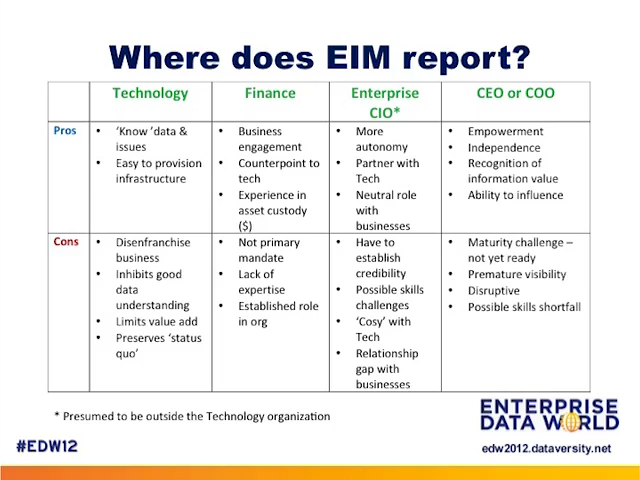 Where does EIM report?
Technology
Finance
Enterprise
CIO*
CEO or COO
Pros
• 'Know 'data &
issues
• Easy to provision
infrastructure
• Business
engagement
• Counterpoint to
tech
• Experience in
asset custody
($)
• More
autonomy
• Partner with
Tech
• Neutral role
with
businesses
• Empowerment
• Independence
• Recognition of
information value
• Ability to influence
Cons
• Disenfranchise
business
• Inhibits good
data
understanding
• Limits value add
• Preserves 'status
quo'
• Not primary
mandate
• Lack of
expertise
• Established role
in org
• Have to
establish
credibility
• Possible skills
challenges
• 'Cosy' with
Tech
• Relationship
gap with
businesses
• Maturity challenge –
not yet ready
• Premature visibility
• Disruptive
• Possible skills shortfall
* Presumed to be outside the Technology organization
ENTERPRISE
DATA WORLD
#EDW12
edw2012.dataversity.net